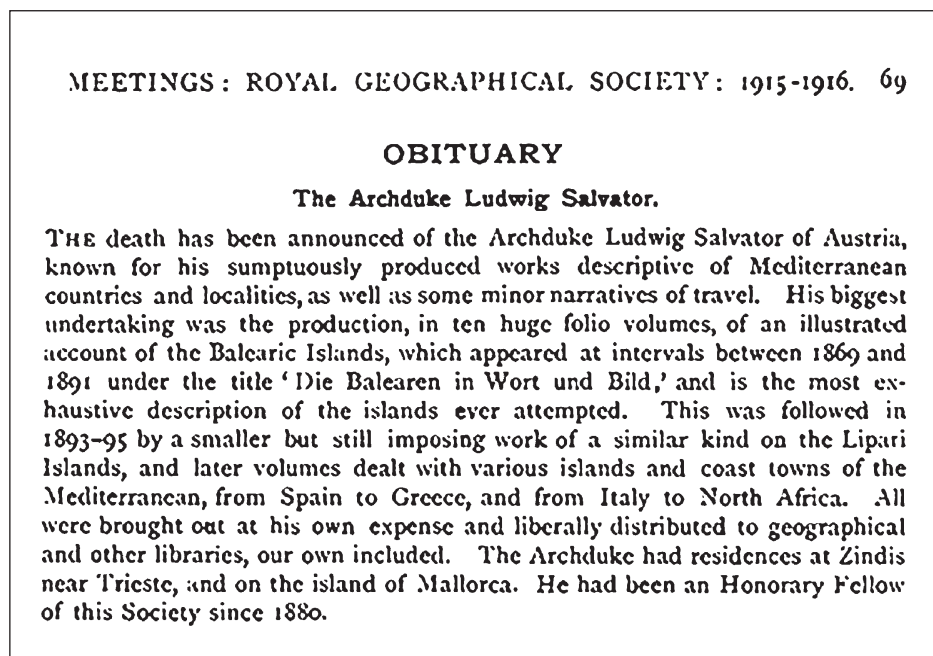 MEETINGS: ROYAL GEOGRAPHICAL SOCIETY: 1915-1916. 69
OBITUARY
The Archduke Ludwig Salvator.
THE death has been announced of the Archduke Ludwig Salvator of Austria,
known for his sumptuously produced works descriptive of Mediterranean
countries and localities, as well as some minor narratives of travel. His biggest
undertaking was the production, in ten huge folio volumes, of an illustrated
account of the Balearic Islands, which appeared at intervals between 1869 and
1891 under the title ‘Die Balearen in Wort und Bild,’ and is the most ex-
haustive description of the islands ever attempted. This was followed in
1893-95 by a smaller but still imposing work of a similar kind on the Lipari
Islands, and later volumes dealt with various islands and coast towns of the
Mediterranean, from Spain to Greece, and from Italy to North Africa. All
were brought out at his own expense and liberally distributed to geographical
and other libraries, our own included. The Archduke had residences at Zindis
near Trieste, and on the island of Mallorca. He had been an Honorary Fellow
of this Society since 1880.